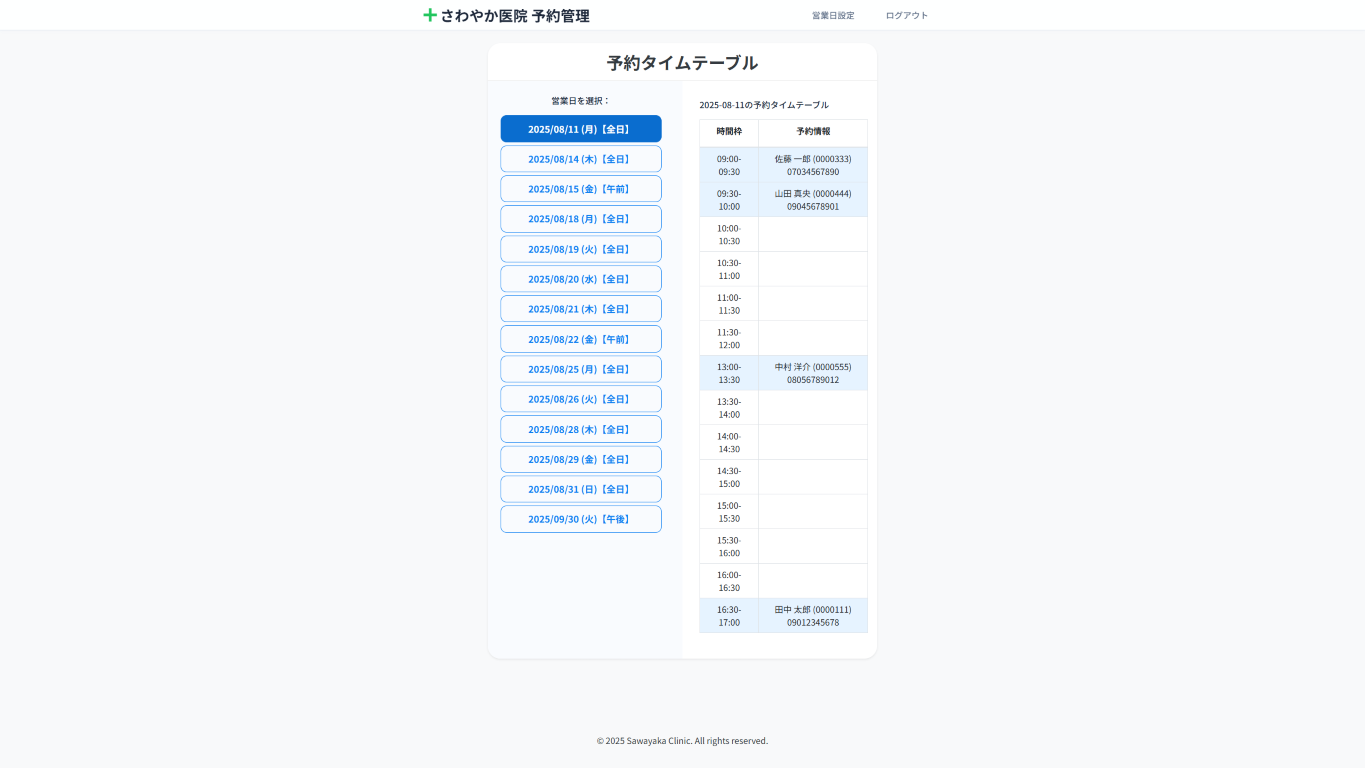 さわやか医院 予約管理
営業日設定
ログアウト
予約タイムテーブル
営業日を選択：
2025/08/11 (月)【全日】
2025/08/14 (木)【全日】
2025/08/15 (金)【午前】
2025/08/18 (月)【全日】
2025/08/19 (火)【全日】
2025/08/20 (水)【全日】
2025/08/21 (木)【全日】
2025/08/22 (金)【午前】
2025/08/25 (月)【全日】
2025/08/26 (火)【全日】
2025/08/28 (木)【全日】
2025/08/29 (金)【全日】
2025/08/31 (日)【全日】
2025/09/30 (火)【午後】
2025-08-11の予約タイムテーブル
時間枠
予約情報
09:00-
09:30
佐藤 一郎 (0000333)
07034567890
09:30-
10:00
山田 真央 (0000444)
09045678901
10:00-
10:30
10:30-
11:00
11:00-
11:30
11:30-
12:00
13:00-
13:30
中村 洋介 (0000555)
08056789012
13:30-
14:00
14:00-
14:30
14:30-
15:00
15:00-
15:30
15:30-
16:00
16:00-
16:30
16:30-
17:00
田中 太郎 (0000111)
09012345678
© 2025 Sawayaka Clinic. All rights reserved.